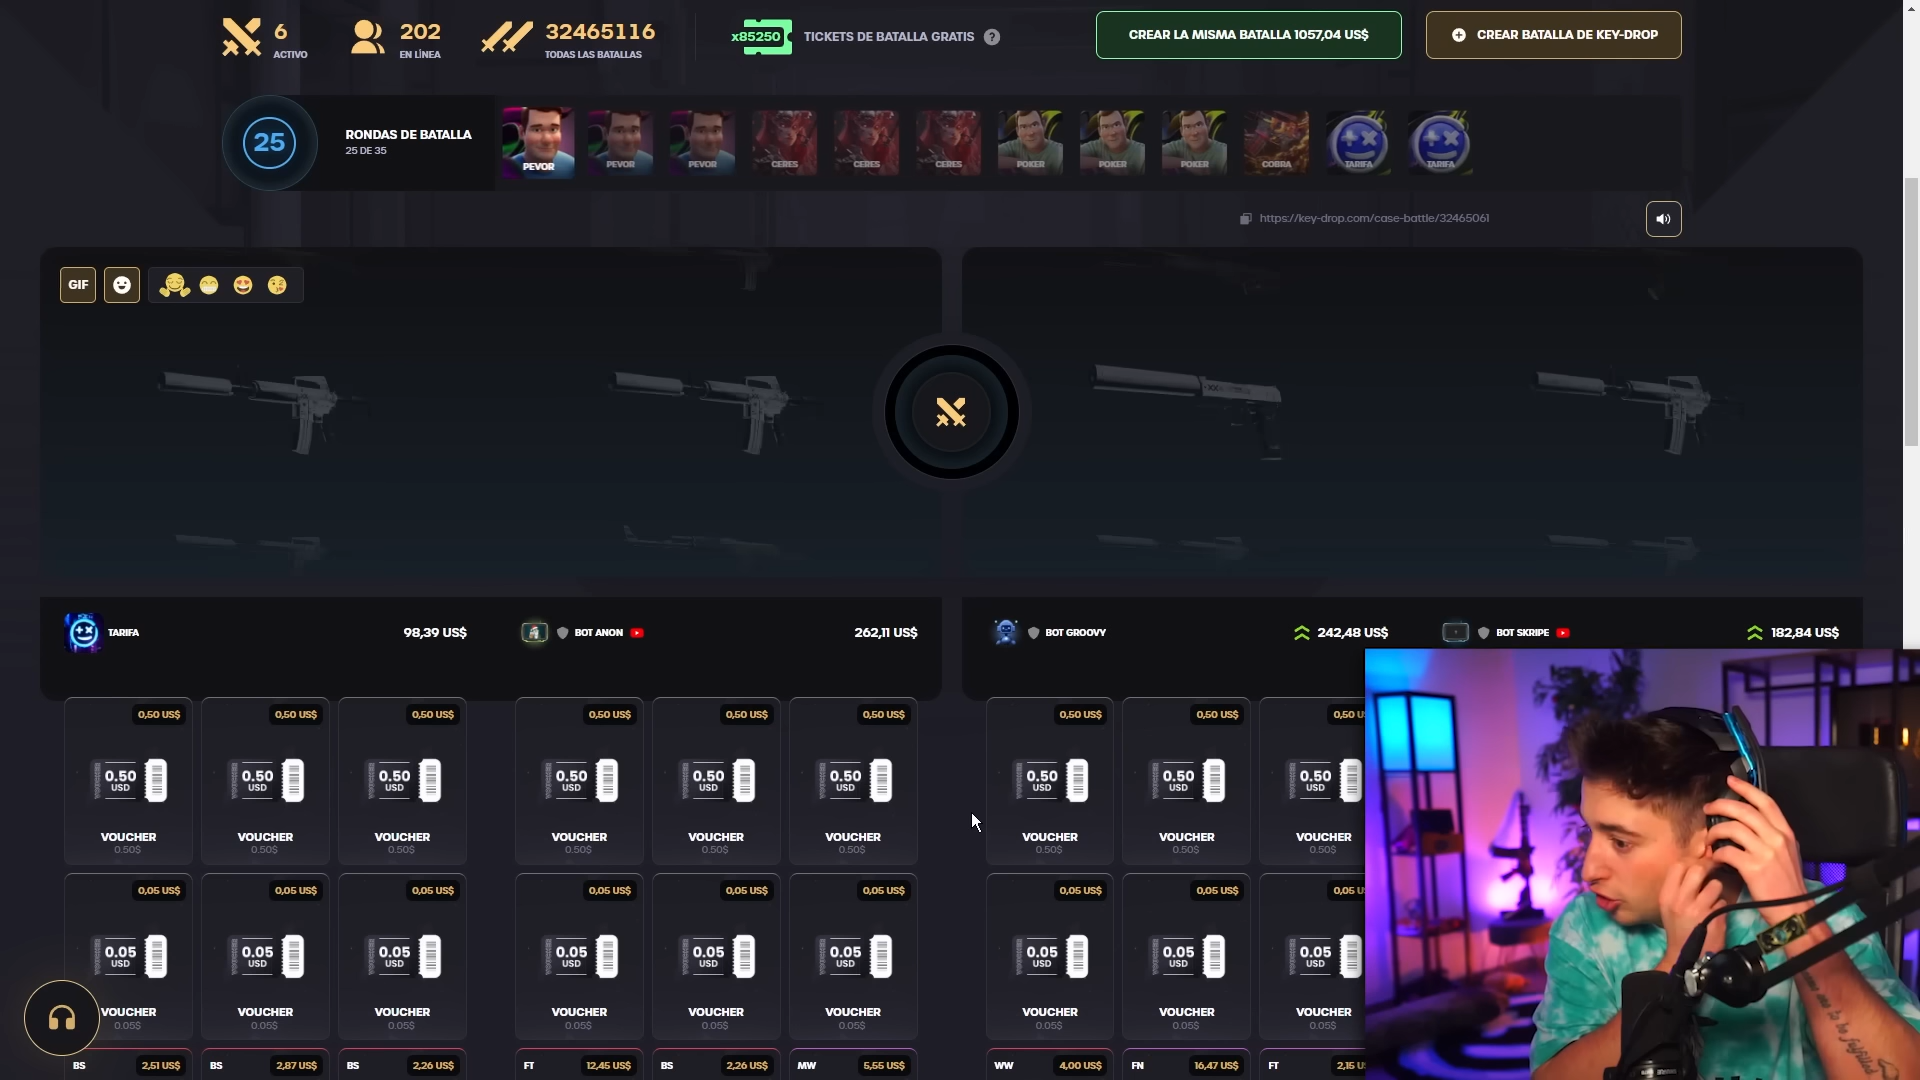 6
ACTIVO
202
EN LÍNEA
32465116
TODAS LAS BATALLAS
x85250
TICKETS DE BATALLA GRATIS
?
CREAR LA MISMA BATALLA 1057,04 US$
CREAR BATALLA DE KEY-DROP
25
RONDAS DE BATALLA
25 DE 35
PEVOR
PEVOR
PEVOR
CERES
CERES
CERES
POKER
POKER
POKER
COBRA
TARIFA
TARIFA
https://key-drop.com/case-battle/32465061
GIF
TARIFA
98,39 US$
BOT ANON
262,11 US$
BOT GROOVY
242,48 US$
BOT SKRIPE
182,84 US$
0,50 US$
0,50 US$
0,50 US$
0,50 US$
0,50 US$
0,50 US$
0,50 US$
0,50 US$
0,50 U
0.50 USD
0.50 USD
0.50 USD
0.50 USD
0.50 USD
0.50 USD
0.50 USD
0.50 USD
0.50 USD
VOUCHER
VOUCHER
VOUCHER
VOUCHER
VOUCHER
VOUCHER
VOUCHER
VOUCHER
VOUCHER
0.50$
0.50$
0.50$
0.50$
0.50$
0.50$
0.50$
0.50$
0.50$
0,05 US$
0,05 US$
0,05 US$
0,05 US$
0,05 US$
0,05 US$
0,05 US$
0,05 US$
0,05 U
0.05 USD
0.05 USD
0.05 USD
0.05 USD
0.05 USD
0.05 USD
0.05 USD
0.05 USD
0.05 USD
VOUCHER
VOUCHER
VOUCHER
VOUCHER
VOUCHER
VOUCHER
VOUCHER
VOUCHER
VOUCHER
0.05$
0.05$
0.05$
0.05$
0.05$
0.05$
0.05$
0.05$
0.05$
BS 2,51 US$
BS 2,87 US$
BS 2,26 US$
FT 12,45 US$
BS 2,26 US$
MW 5,55 US$
WW 4,00 US$
FN 16,47 US$
FT 2,15 U